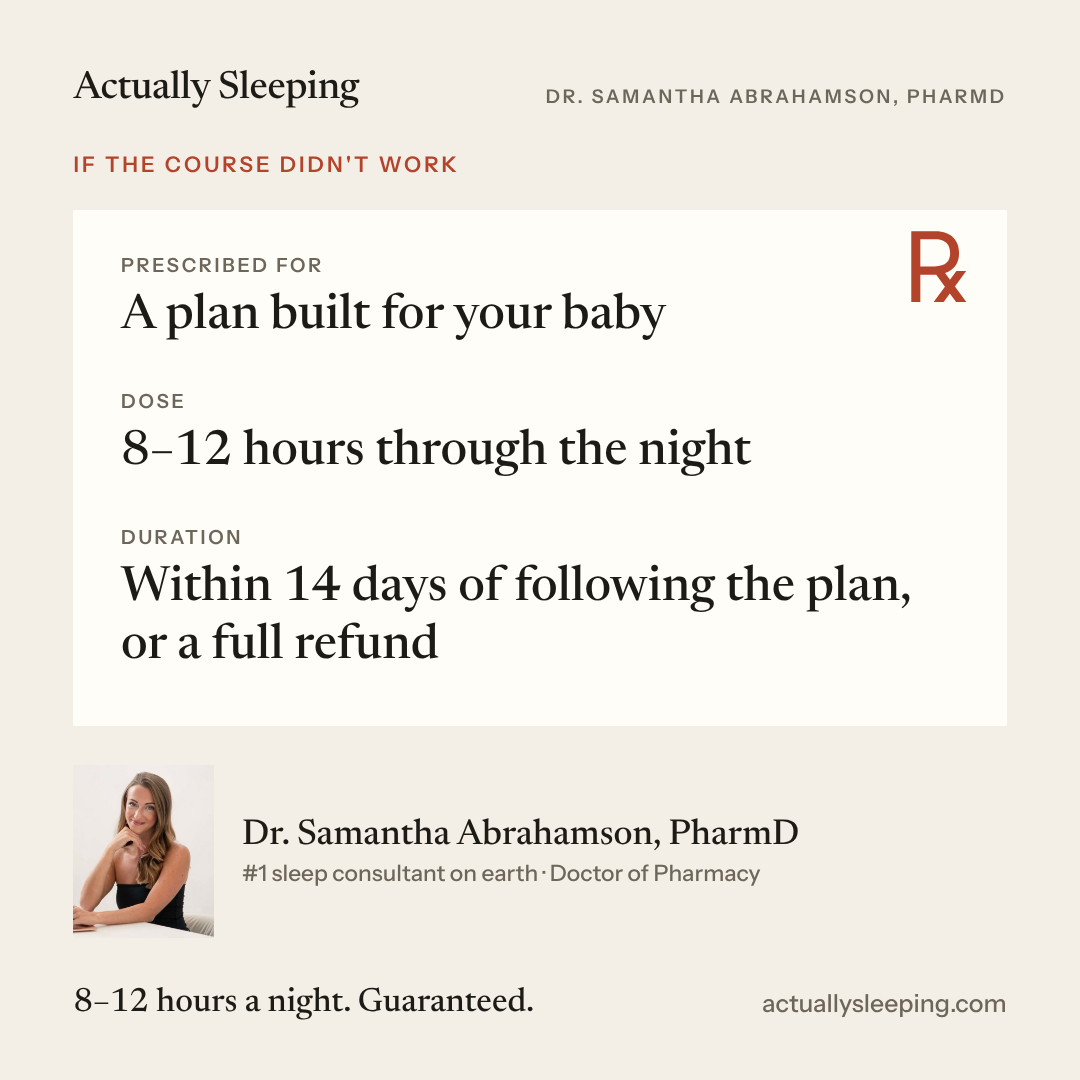 Actually Sleeping
DR. SAMANTHA ABRAHAMSON, PHARMD
IF THE COURSE DIDN'T WORK
PRESCRIBED FOR
℞
A plan built for your baby
DOSE
8–12 hours through the night
DURATION
Within 14 days of following the plan,
or a full refund
Dr. Samantha Abrahamson, PharmD
#1 sleep consultant on earth · Doctor of Pharmacy
8–12 hours a night. Guaranteed.
actuallysleeping.com